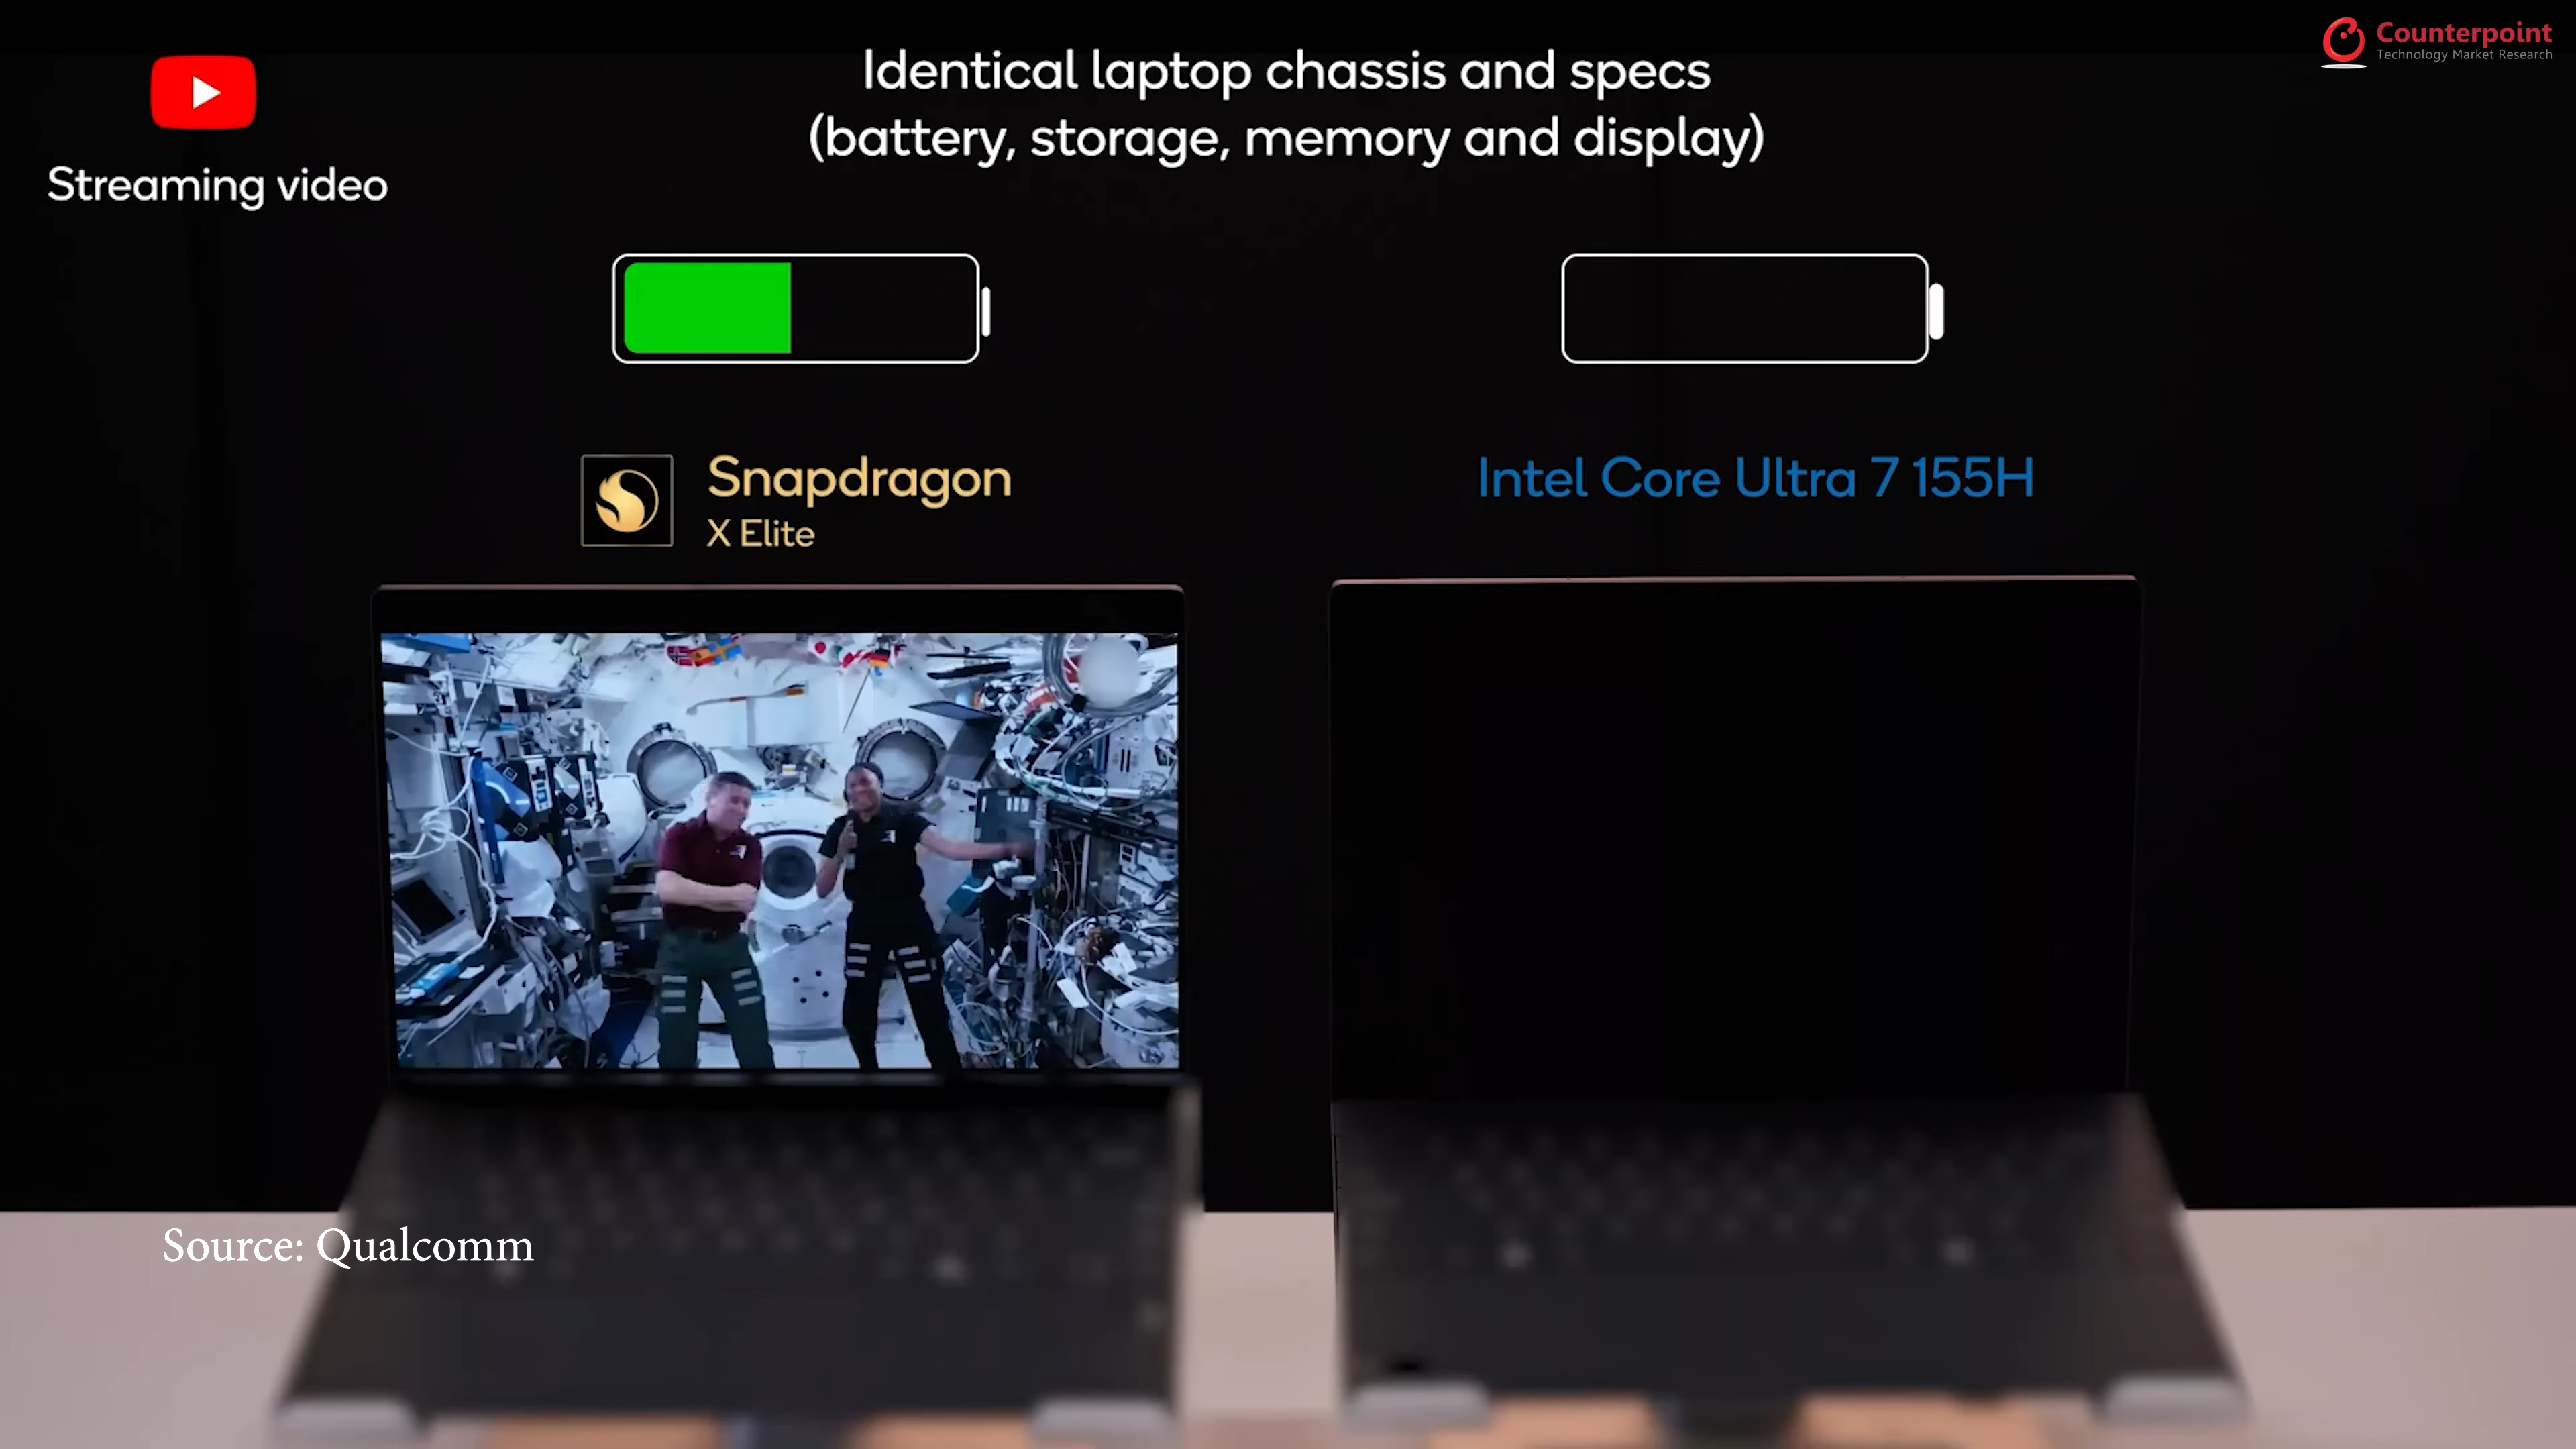 Counterpoint
Technology Market Research
Identical laptop chassis and specs
(battery, storage, memory and display)
Streaming video
Snapdragon
X Elite
Intel Core Ultra 7 155H
Source: Qualcomm